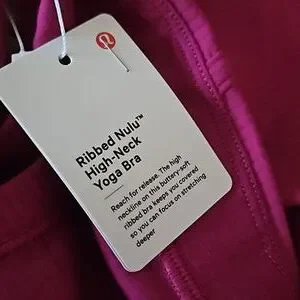 Ribbed Nulu™
High-Neck
Yoga Bra
Reach for release. The high
neckline on this buttery-soft
ribbed bra keeps you covered
so you can focus on stretching
deeper